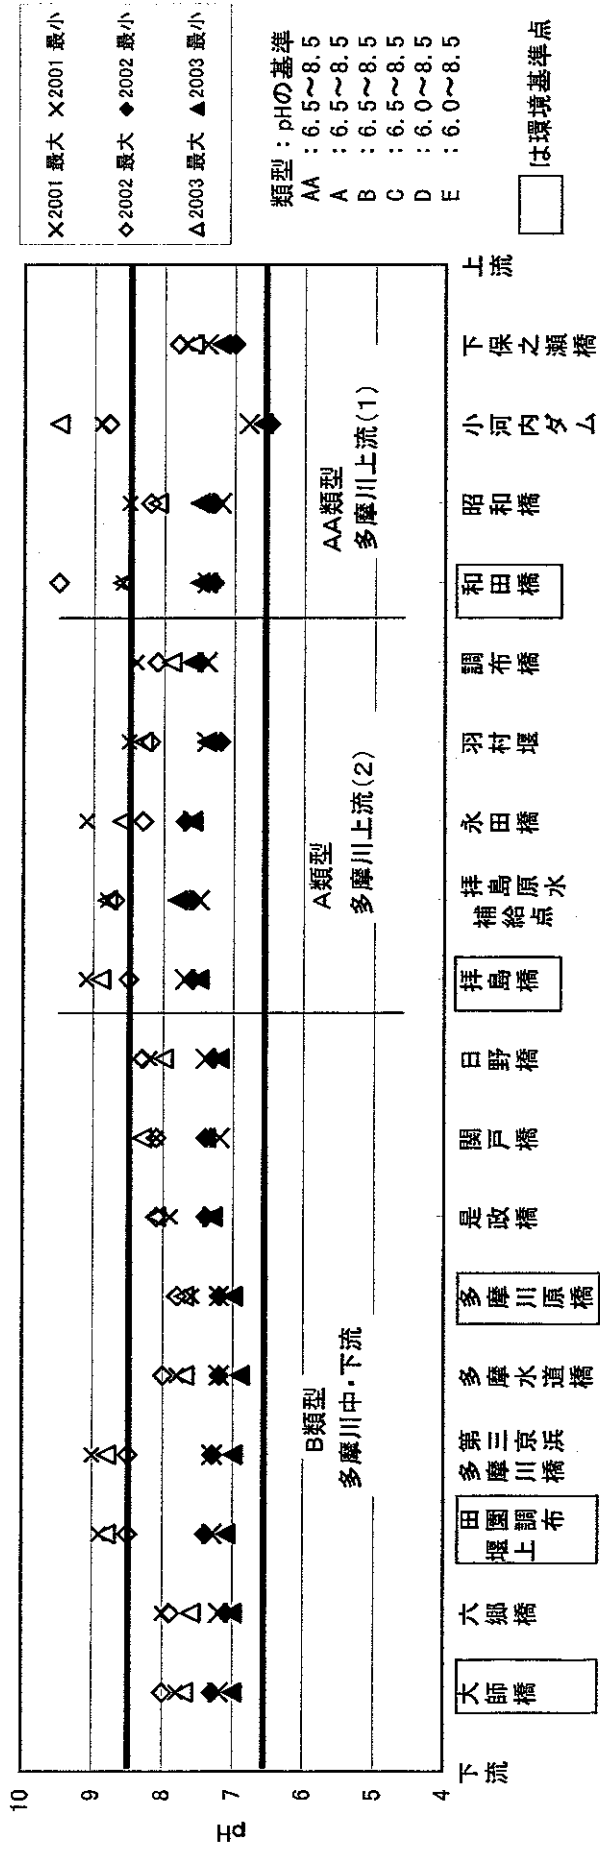 ×2001 最大 ×2001 最小
◇2002 最大 ◆2002 最小
△2003 最大 ▲2003 最小
類型：pHの基準
AA ：6.5～8.5
A ：6.5～8.5
B ：6.5～8.5
C ：6.5～8.5
D ：6.0～8.5
E ：6.0～8.5
は環境基準点
pH
10
9
8
7
6
5
4
B類型
多摩川中・下流
A類型
多摩川上流(2)
AA類型
多摩川上流(1)
下流
大師橋
六郷橋
田園調布
堰上
第三京浜
多摩川橋
多摩水道橋
多摩川原橋
是政橋
関戸橋
日野橋
拝島橋
拝島原水
補給点
永田橋
羽村堰
調布橋
和田橋
昭和橋
小河内ダム
下保之瀬橋
上流